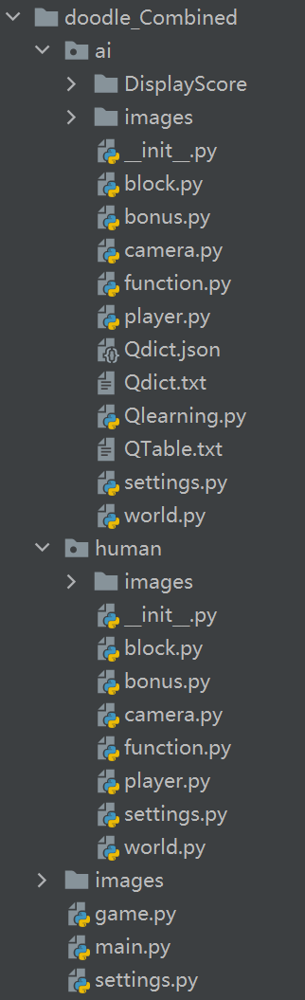 doodle_Combined
ai
DisplayScore
images
__init__.py
block.py
bonus.py
camera.py
function.py
player.py
Qdict.json
Qdict.txt
Qlearning.py
QTable.txt
settings.py
world.py
human
images
__init__.py
block.py
bonus.py
camera.py
function.py
player.py
settings.py
world.py
images
game.py
main.py
settings.py